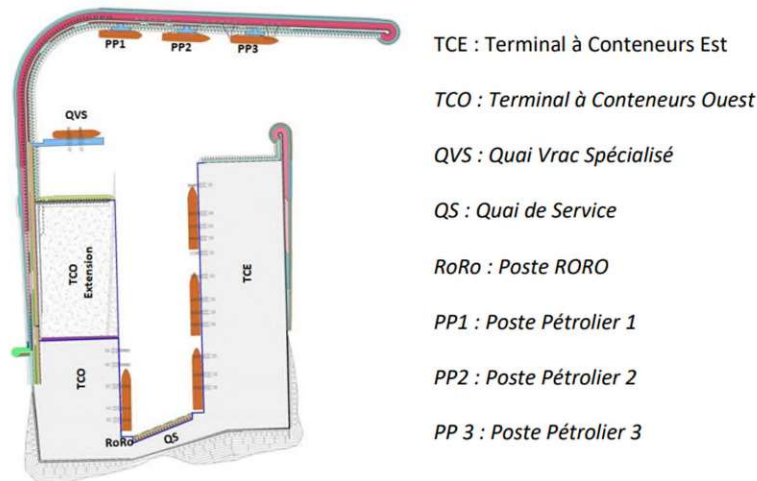 PP1
PP2
PP3
QVS
TCO
Extension
TCE
TCO
RoRo
QS
TCE : Terminal à Conteneurs Est
TCO : Terminal à Conteneurs Ouest
QVS : Quai Vrac Spécialisé
QS : Quai de Service
RoRo : Poste RORO
PP1 : Poste Pétrolier 1
PP2 : Poste Pétrolier 2
PP 3 : Poste Pétrolier 3